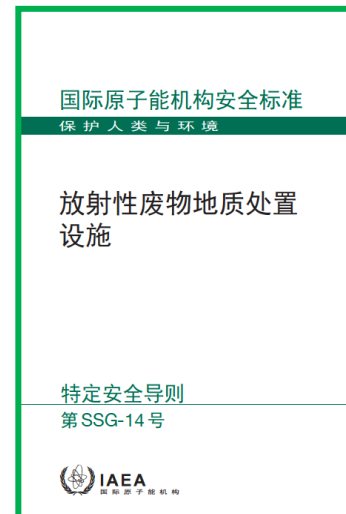 国际原子能机构安全标准
保护人类与环境
放射性废物地质处置
设施
特定安全导则
第 SSG-14 号
IAEA
国际原子能机构